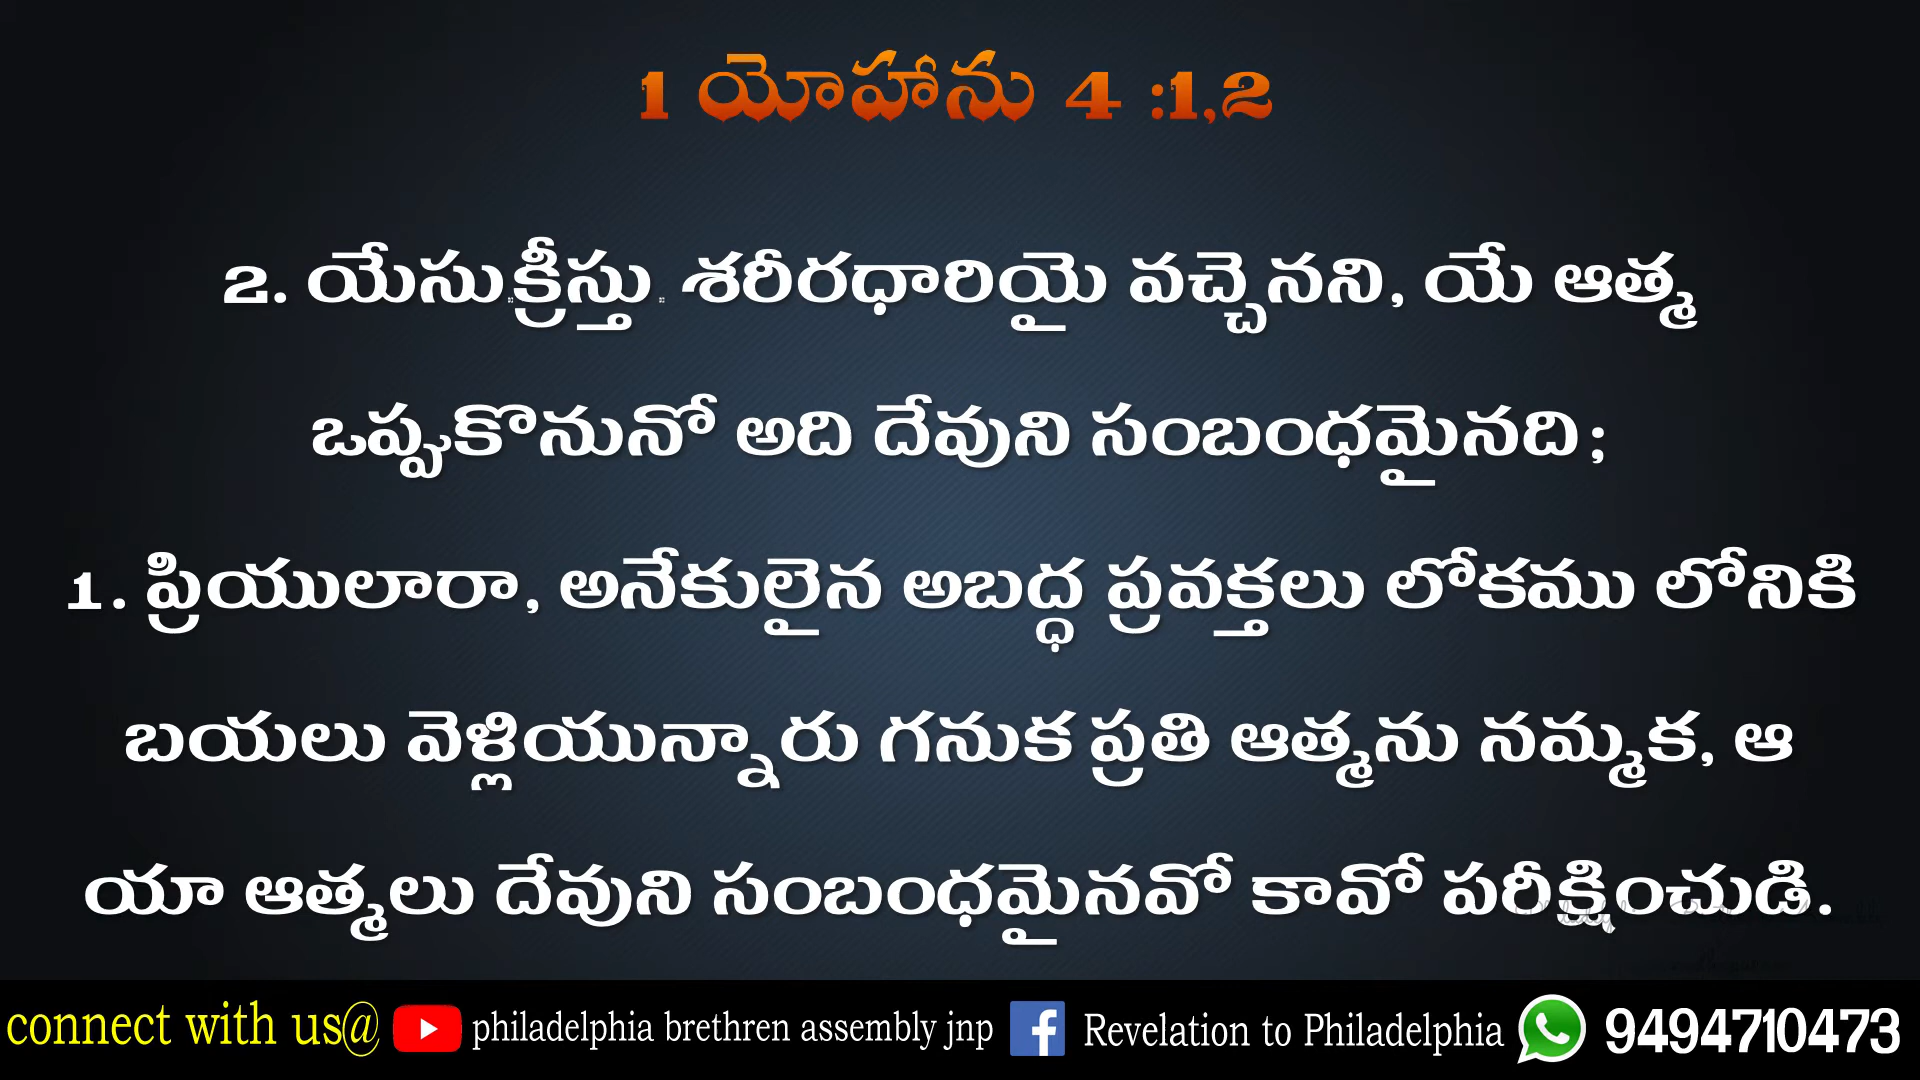 1 యోహాను 4 :1,2
2. యేసుక్రీస్తు శరీరధారియై వచ్చెనని, యే ఆత్మ
ఒప్పుకొనునో అది దేవుని సంబంధమైనది;
1. ప్రియులారా, అనేకులైన అబద్ధ ప్రవక్తలు లోకము లోనికి
బయలు వెళ్లియున్నారు గనుక ప్రతి ఆత్మను నమ్మక, ఆ
యా ఆత్మలు దేవుని సంబంధమైనవో కావో పరీక్షించుడి.
connect with us@ philadelphia brethren assembly jnp Revelation to Philadelphia 9494710473